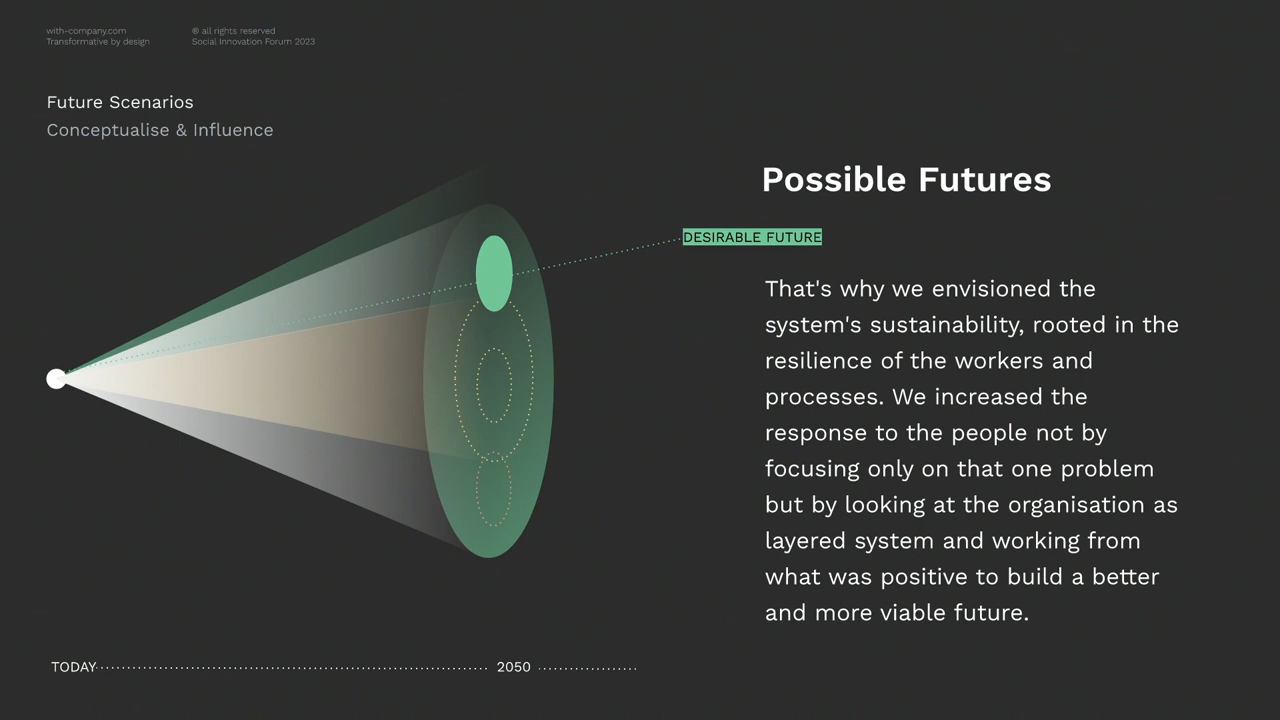 with-company.com
Transformative by design
® all rights reserved
Social Innovation Forum 2023
Future Scenarios
Conceptualise & Influence
Possible Futures
DESIRABLE FUTURE
That's why we envisioned the
system's sustainability, rooted in the
resilience of the workers and
processes. We increased the
response to the people not by
focusing only on that one problem
but by looking at the organisation as
layered system and working from
what was positive to build a better
and more viable future.
TODAY
2050